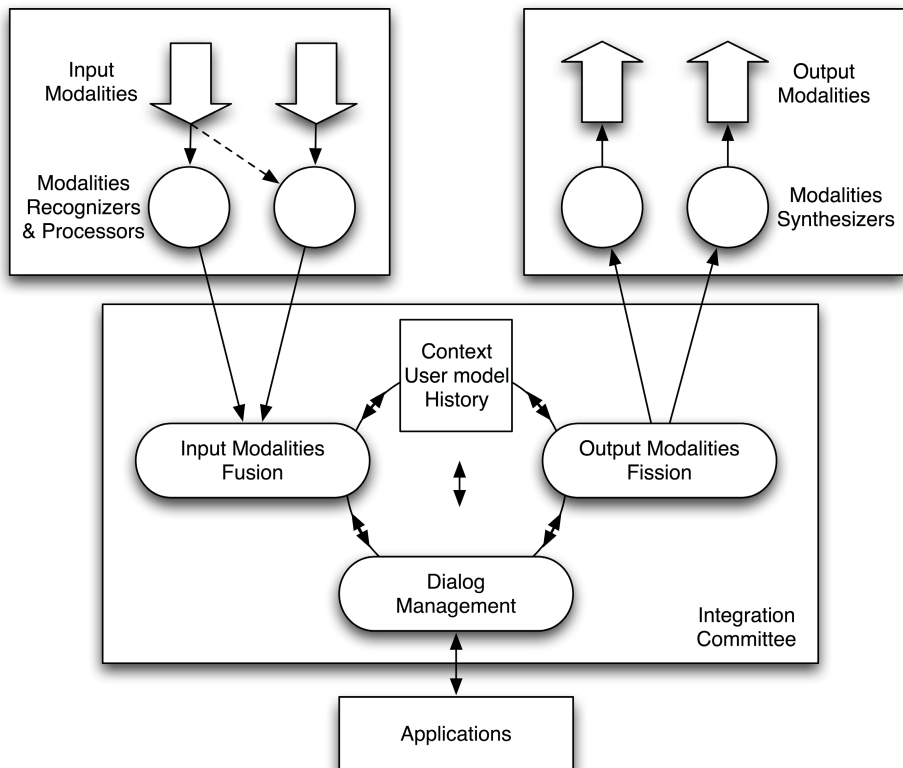 Input
Modalities
Modalities
Recognizers
& Processors
Output
Modalities
Modalities
Synthesizers
Context
User model
History
Input Modalities
Fusion
Output Modalities
Fission
Dialog
Management
Integration
Committee
Applications